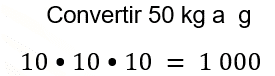 Convertir 50 kg a g
10 • 10 • 10 = 1 000